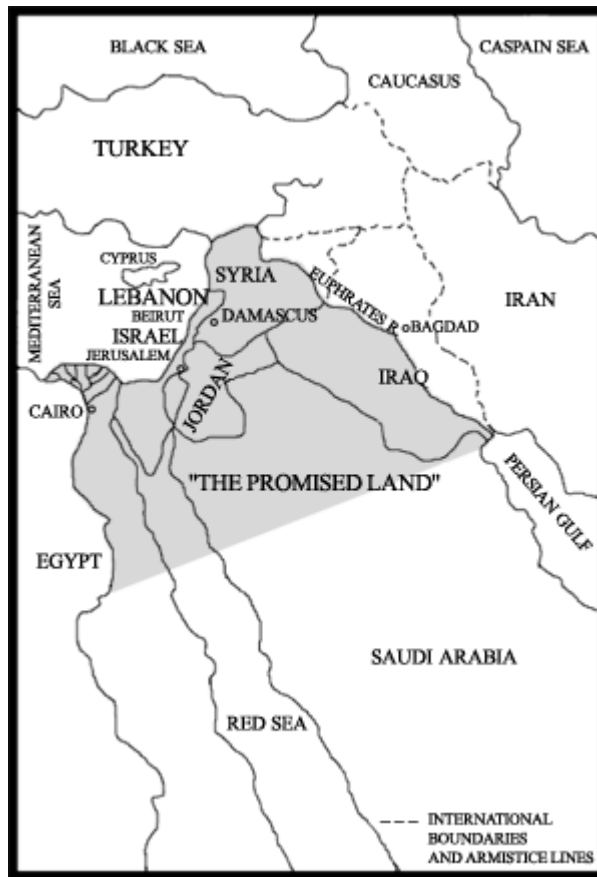 BLACK SEA
CASPAIN SEA
CAUCASUS
TURKEY
MEDITERRANEAN
SEA
CYPRUS
SYRIA
LEBANON
BEIRUT
DAMASCUS
ISRAEL
JERUSALEM
EUPHRATES R.
BAGDAD
IRAN
IRAQ
JORDAN
CAIRO
"THE PROMISED LAND"
PERSIAN GULF
EGYPT
SAUDI ARABIA
RED SEA
INTERNATIONAL
BOUNDARIES
AND ARMISTICE LINES